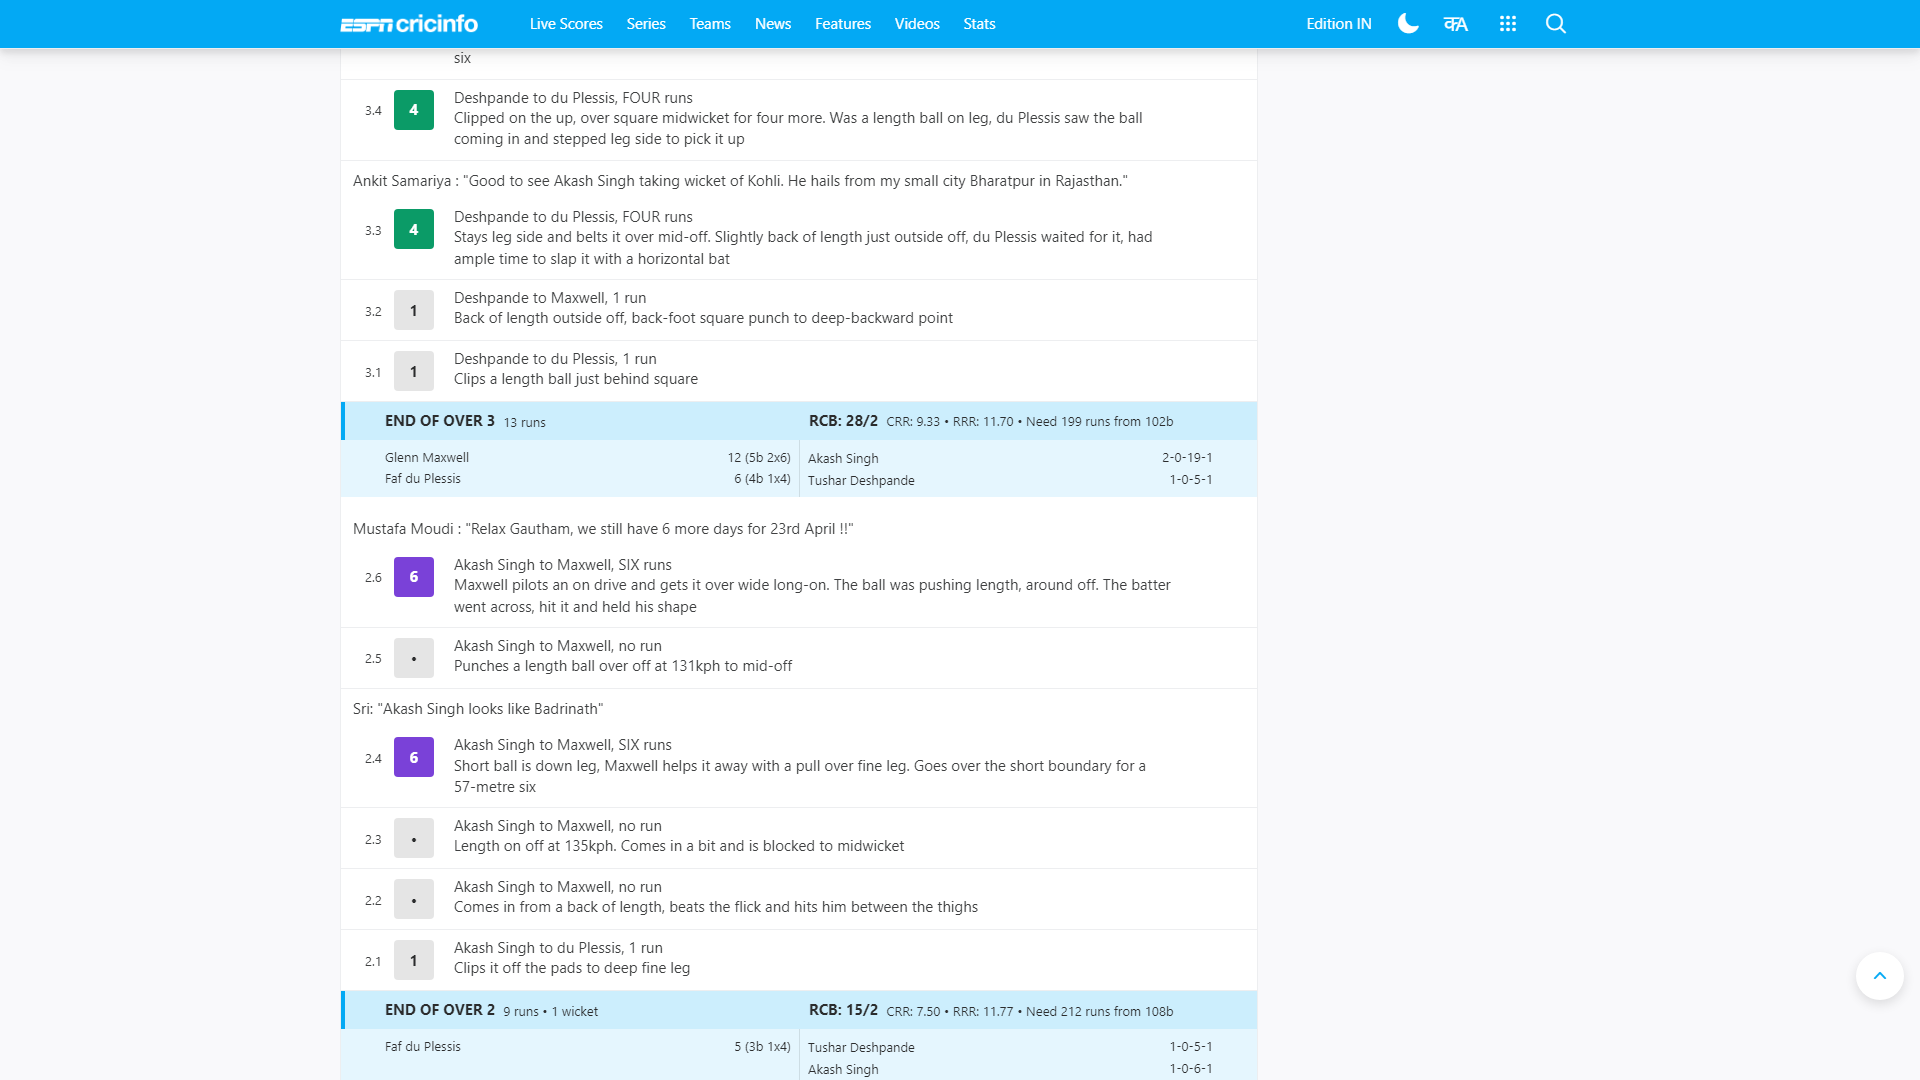 ESPN cricinfo Live Scores Series Teams News Features Videos Stats Edition IN क A
six
3.4 4 Deshpande to du Plessis, FOUR runs
Clipped on the up, over square midwicket for four more. Was a length ball on leg, du Plessis saw the ball
coming in and stepped leg side to pick it up
Ankit Samariya : "Good to see Akash Singh taking wicket of Kohli. He hails from my small city Bharatpur in Rajasthan."
3.3 4 Deshpande to du Plessis, FOUR runs
Stays leg side and belts it over mid-off. Slightly back of length just outside off, du Plessis waited for it, had
ample time to slap it with a horizontal bat
3.2 1 Deshpande to Maxwell, 1 run
Back of length outside off, back-foot square punch to deep-backward point
3.1 1 Deshpande to du Plessis, 1 run
Clips a length ball just behind square
END OF OVER 3 13 runs RCB: 28/2 CRR: 9.33 • RRR: 11.70 • Need 199 runs from 102b
Glenn Maxwell 12 (5b 2x6) Akash Singh 2-0-19-1
Faf du Plessis 6 (4b 1x4) Tushar Deshpande 1-0-5-1
Mustafa Moudi : "Relax Gautham, we still have 6 more days for 23rd April !!"
2.6 6 Akash Singh to Maxwell, SIX runs
Maxwell pilots an on drive and gets it over wide long-on. The ball was pushing length, around off. The batter
went across, hit it and held his shape
2.5 • Akash Singh to Maxwell, no run
Punches a length ball over off at 131kph to mid-off
Sri: "Akash Singh looks like Badrinath"
2.4 6 Akash Singh to Maxwell, SIX runs
Short ball is down leg, Maxwell helps it away with a pull over fine leg. Goes over the short boundary for a
57-metre six
2.3 • Akash Singh to Maxwell, no run
Length on off at 135kph. Comes in a bit and is blocked to midwicket
2.2 • Akash Singh to Maxwell, no run
Comes in from a back of length, beats the flick and hits him between the thighs
2.1 1 Akash Singh to du Plessis, 1 run
Clips it off the pads to deep fine leg
END OF OVER 2 9 runs • 1 wicket RCB: 15/2 CRR: 7.50 • RRR: 11.77 • Need 212 runs from 108b
Faf du Plessis 5 (3b 1x4) Tushar Deshpande 1-0-5-1
Akash Singh 1-0-6-1